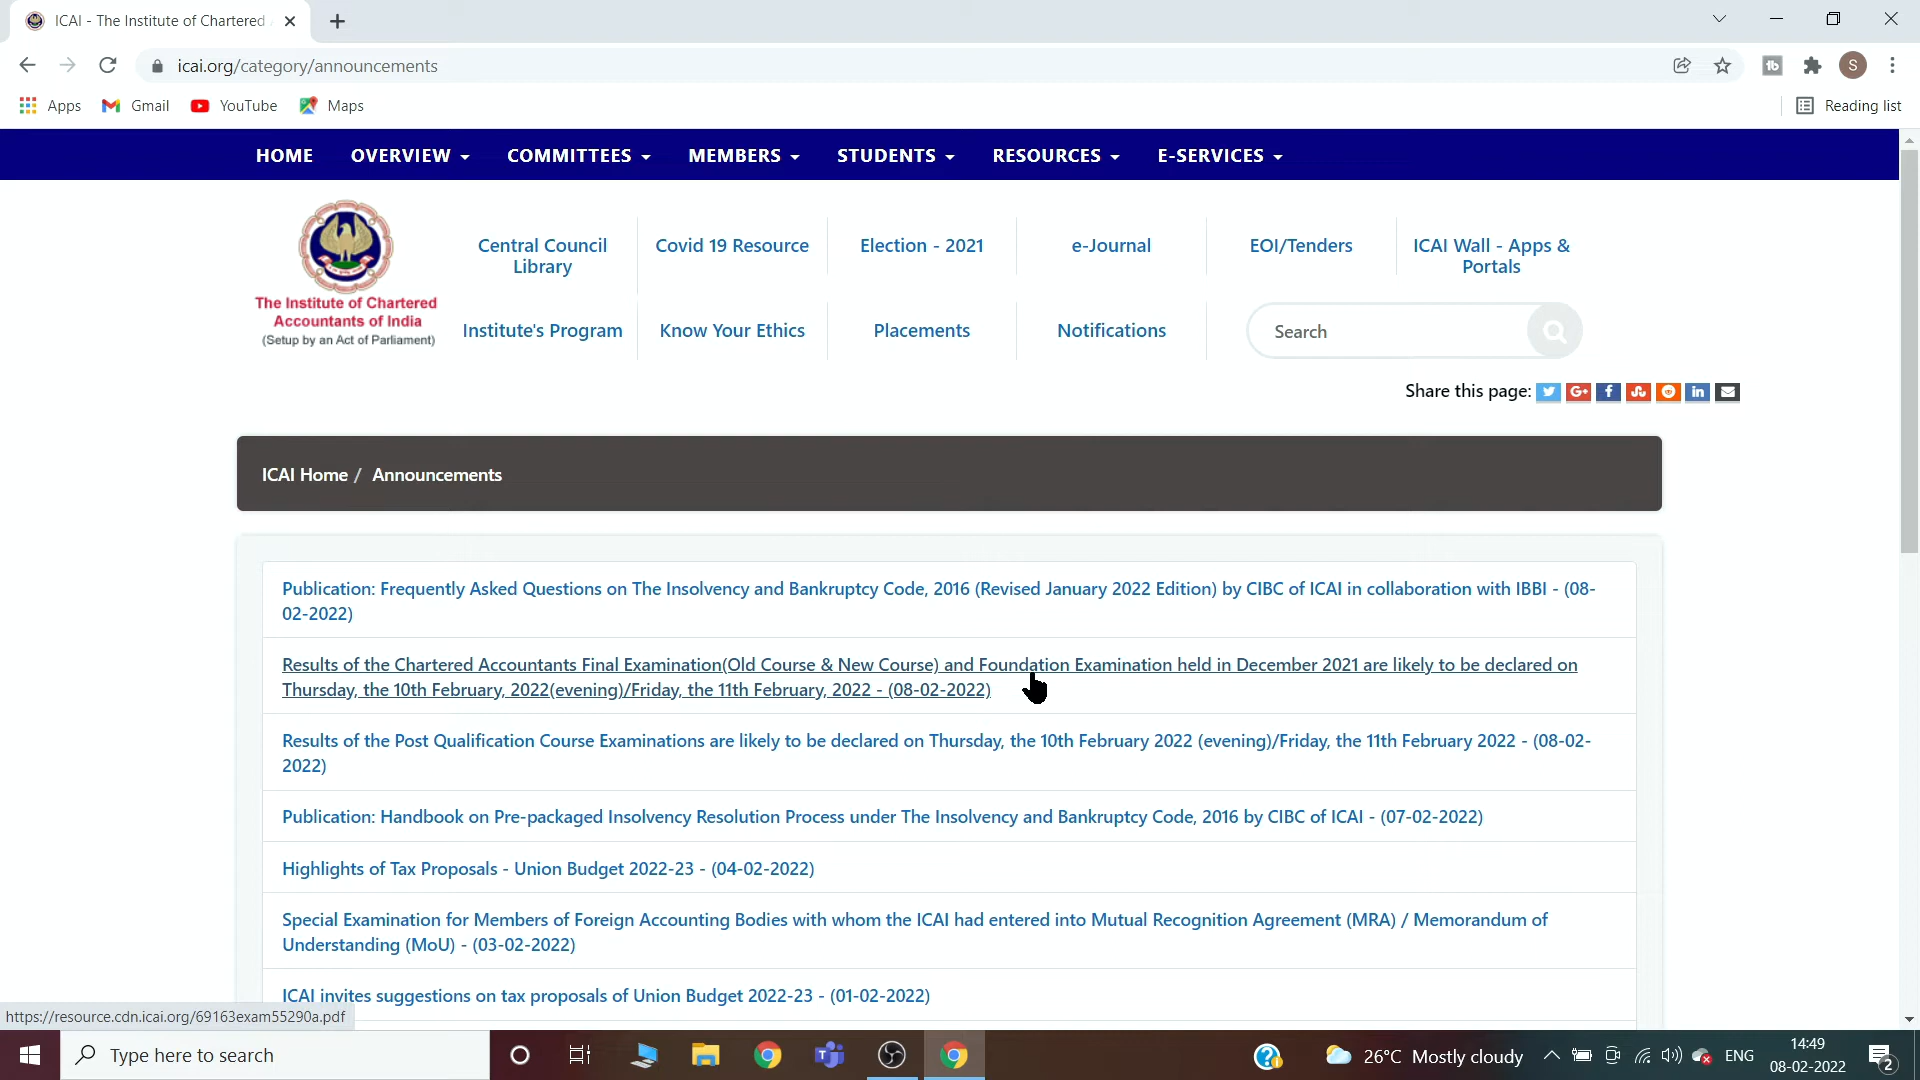 ICAI - The Institute of Chartered
icai.org/category/announcements
S
Apps Gmail YouTube Maps Reading list
HOME OVERVIEW COMMITTEES MEMBERS STUDENTS RESOURCES E-SERVICES
The Institute of Chartered
Accountants of India
(Setup by an Act of Parliament)
Central Council
Library
Covid 19 Resource
Election - 2021
e-Journal
EOI/Tenders
ICAI Wall - Apps &
Portals
Institute's Program
Know Your Ethics
Placements
Notifications
Search
Share this page:
ICAI Home / Announcements
Publication: Frequently Asked Questions on The Insolvency and Bankruptcy Code, 2016 (Revised January 2022 Edition) by CIBC of ICAI in collaboration with IBBI - (08-
02-2022)
Results of the Chartered Accountants Final Examination(Old Course & New Course) and Foundation Examination held in December 2021 are likely to be declared on
Thursday, the 10th February, 2022(evening)/Friday, the 11th February, 2022 - (08-02-2022)
Results of the Post Qualification Course Examinations are likely to be declared on Thursday, the 10th February 2022 (evening)/Friday, the 11th February 2022 - (08-02-
2022)
Publication: Handbook on Pre-packaged Insolvency Resolution Process under The Insolvency and Bankruptcy Code, 2016 by CIBC of ICAI - (07-02-2022)
Highlights of Tax Proposals - Union Budget 2022-23 - (04-02-2022)
Special Examination for Members of Foreign Accounting Bodies with whom the ICAI had entered into Mutual Recognition Agreement (MRA) / Memorandum of
Understanding (MoU) - (03-02-2022)
ICAI invites suggestions on tax proposals of Union Budget 2022-23 - (01-02-2022)
https://resource.cdn.icai.org/69163exam55290a.pdf
Type here to search
26°C Mostly cloudy
ENG
14:49
08-02-2022
2